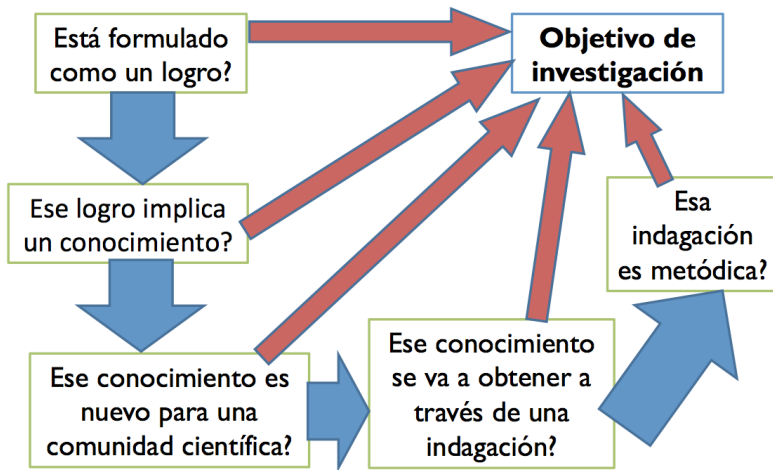 Está formulado
como un logro?
Objetivo de
investigación
Ese logro implica
un conocimiento?
Esa
indagación
es metódica?
Ese conocimiento es
nuevo para una
comunidad científica?
Ese conocimiento
se va a obtener a
través de una
indagación?